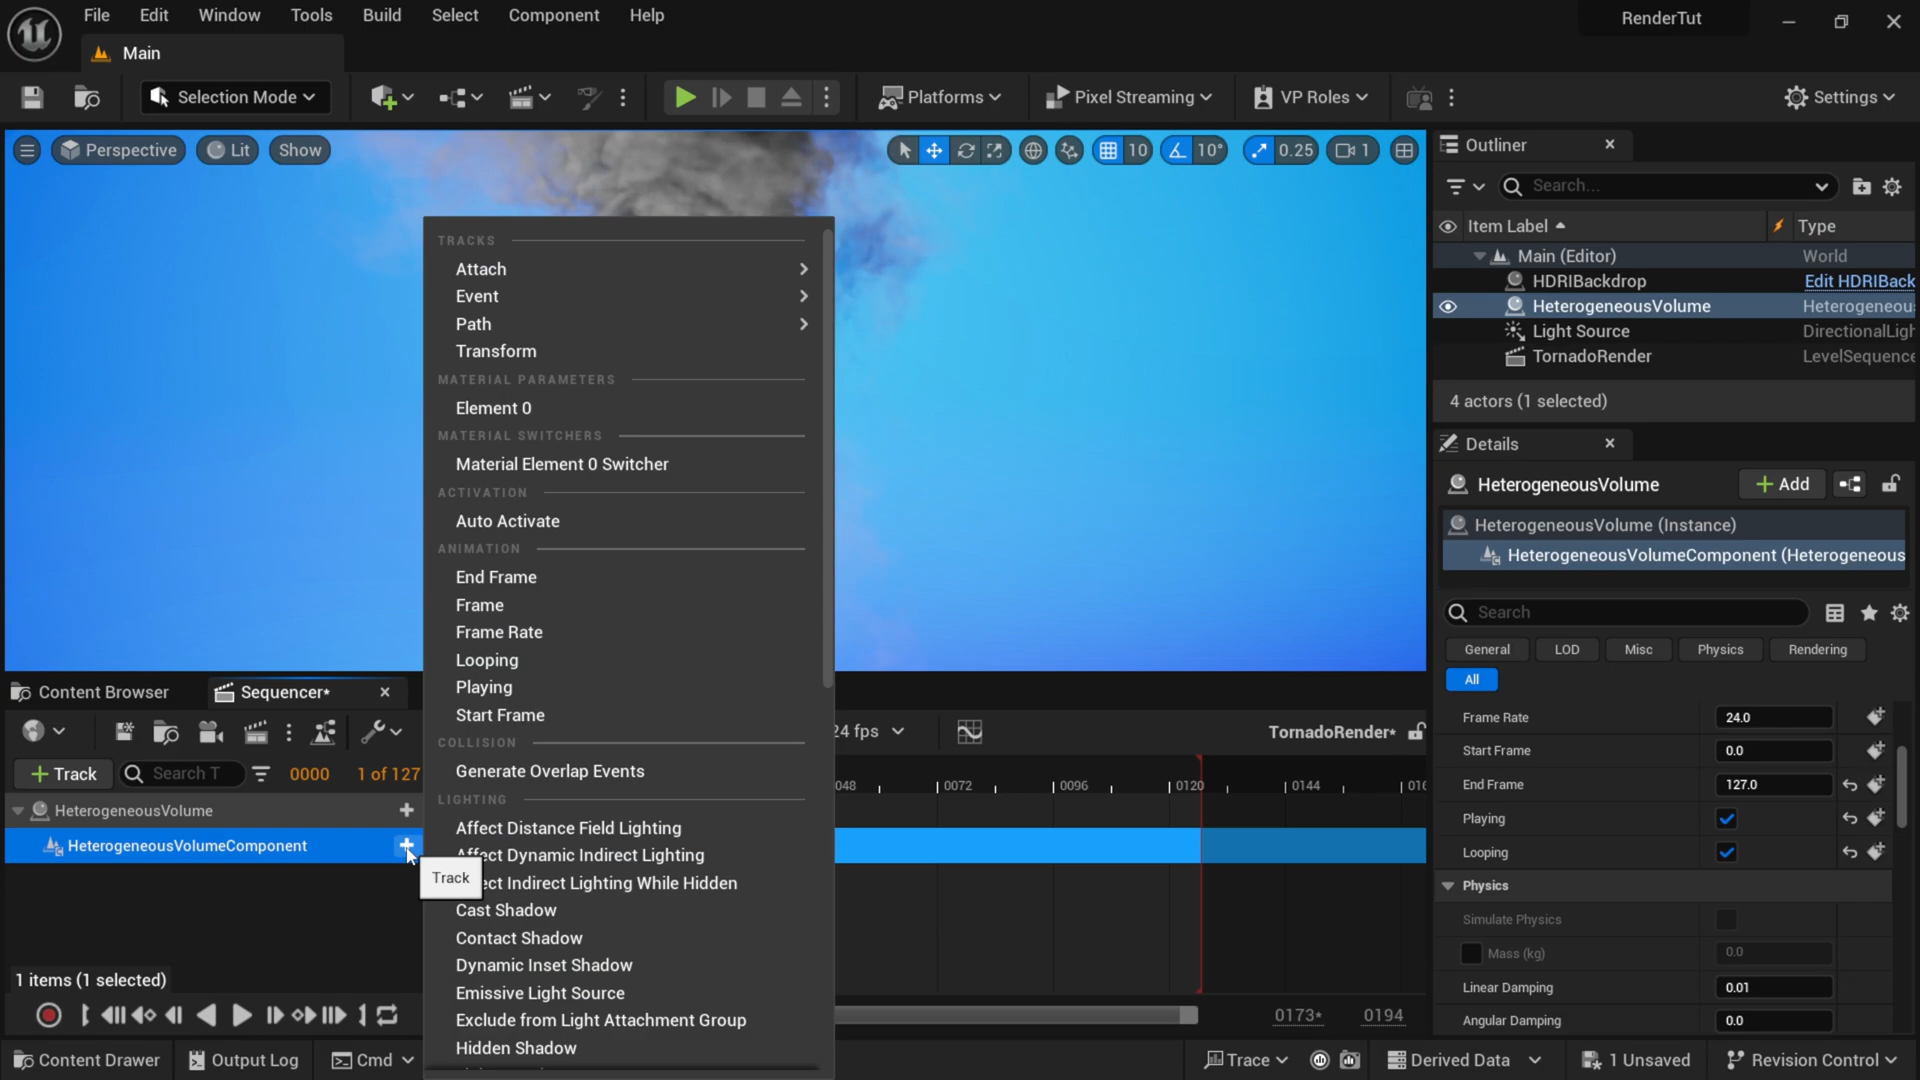 File Edit Window Tools Build Select Component Help
RenderTut
Main
Selection Mode
Platforms
Pixel Streaming
VP Roles
Settings
Perspective Lit Show
10 10° 0.25 1
TRACKS
Attach
Event
Path
Transform
MATERIAL PARAMETERS
Element 0
MATERIAL SWITCHERS
Material Element 0 Switcher
ACTIVATION
Auto Activate
ANIMATION
End Frame
Frame
Frame Rate
Looping
Playing
Start Frame
COLLISION
Generate Overlap Events
LIGHTING
Affect Distance Field Lighting
Affect Dynamic Indirect Lighting
ect Indirect Lighting While Hidden
Cast Shadow
Contact Shadow
Dynamic Inset Shadow
Emissive Light Source
Exclude from Light Attachment Group
Hidden Shadow
Outliner
Search...
Item Label Type
Main (Editor) World
HDRIBackdrop Edit HDRIBack
HeterogeneousVolume Heterogeneou
Light Source DirectionalLigh
TornadoRender LevelSequence
4 actors (1 selected)
Details
HeterogeneousVolume
Add
HeterogeneousVolume (Instance)
HeterogeneousVolumeComponent (Heterogeneous
Search
General LOD Misc Physics Rendering
All
Frame Rate 24.0
Start Frame 0.0
End Frame 127.0
Playing
Looping
Physics
Simulate Physics
Mass (kg) 0.0
Linear Damping 0.01
Angular Damping 0.0
Content Browser Sequencer*
24 fps
TornadoRender*
Track Search T 0000 1 of 127
048 0072 0096 0120 0144 016
HeterogeneousVolume
HeterogeneousVolumeComponent
Track
1 items (1 selected)
0173* 0194
Content Drawer Output Log Cmd
Trace Derived Data 1 Unsaved Revision Control